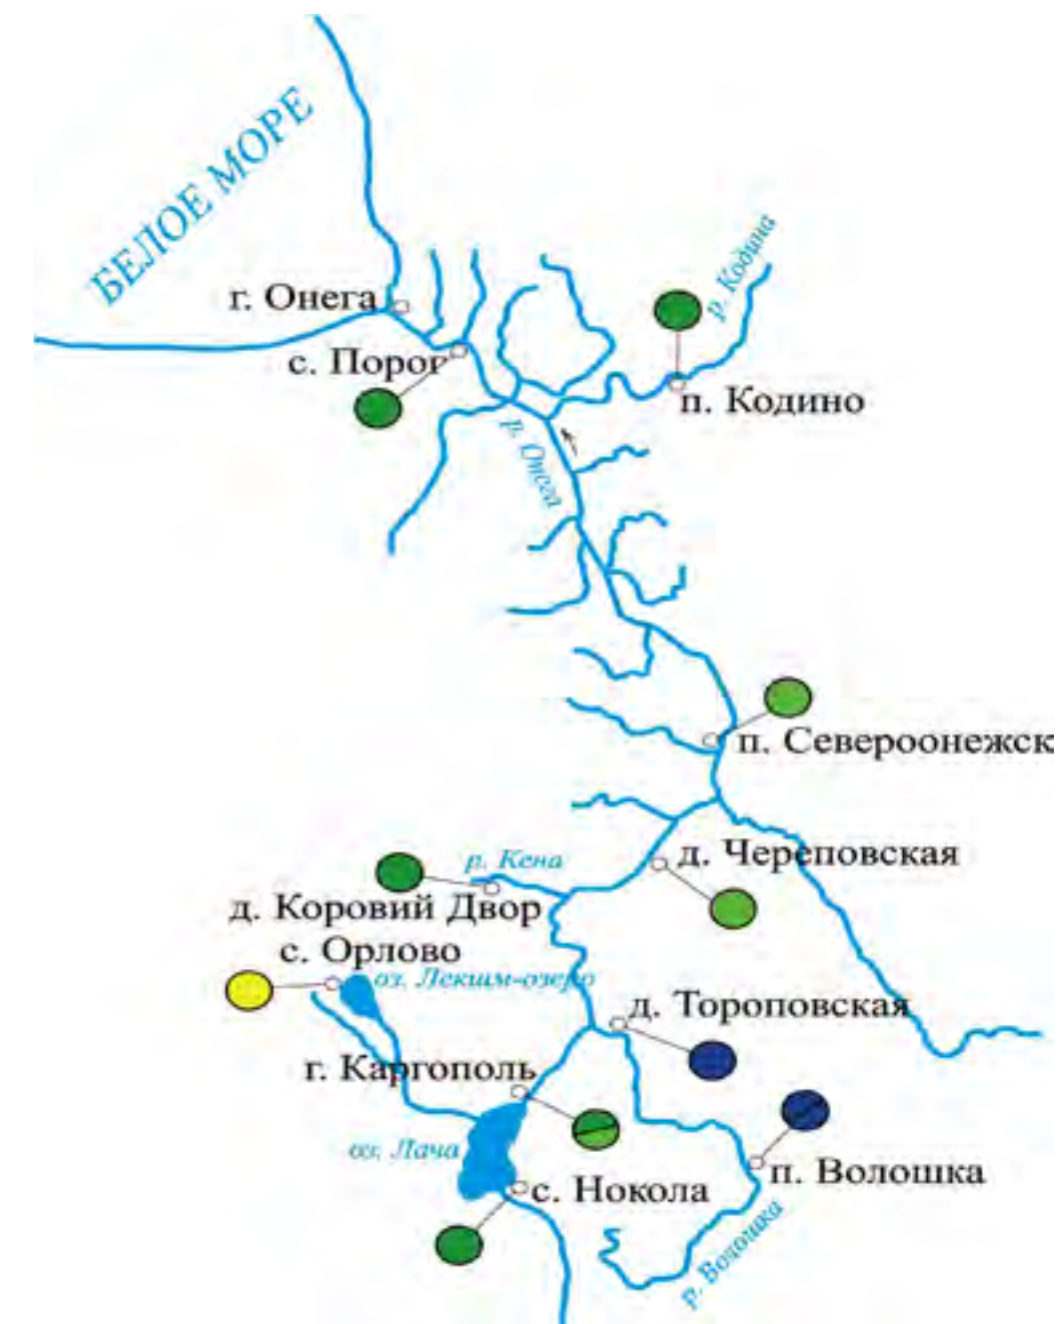 БЕЛОЕ МОРЕ
р. Кодина
г. Онега
с. Порог
п. Кодино
р. Онега
п. Североонежск
д. Череповская
р. Кена
д. Коровий Двор
с. Орлово
оз. Лекшм-озеро
д. Тороповская
г. Каргополь
оз. Лача
п. Волошка
с. Нокола
р. Волошка